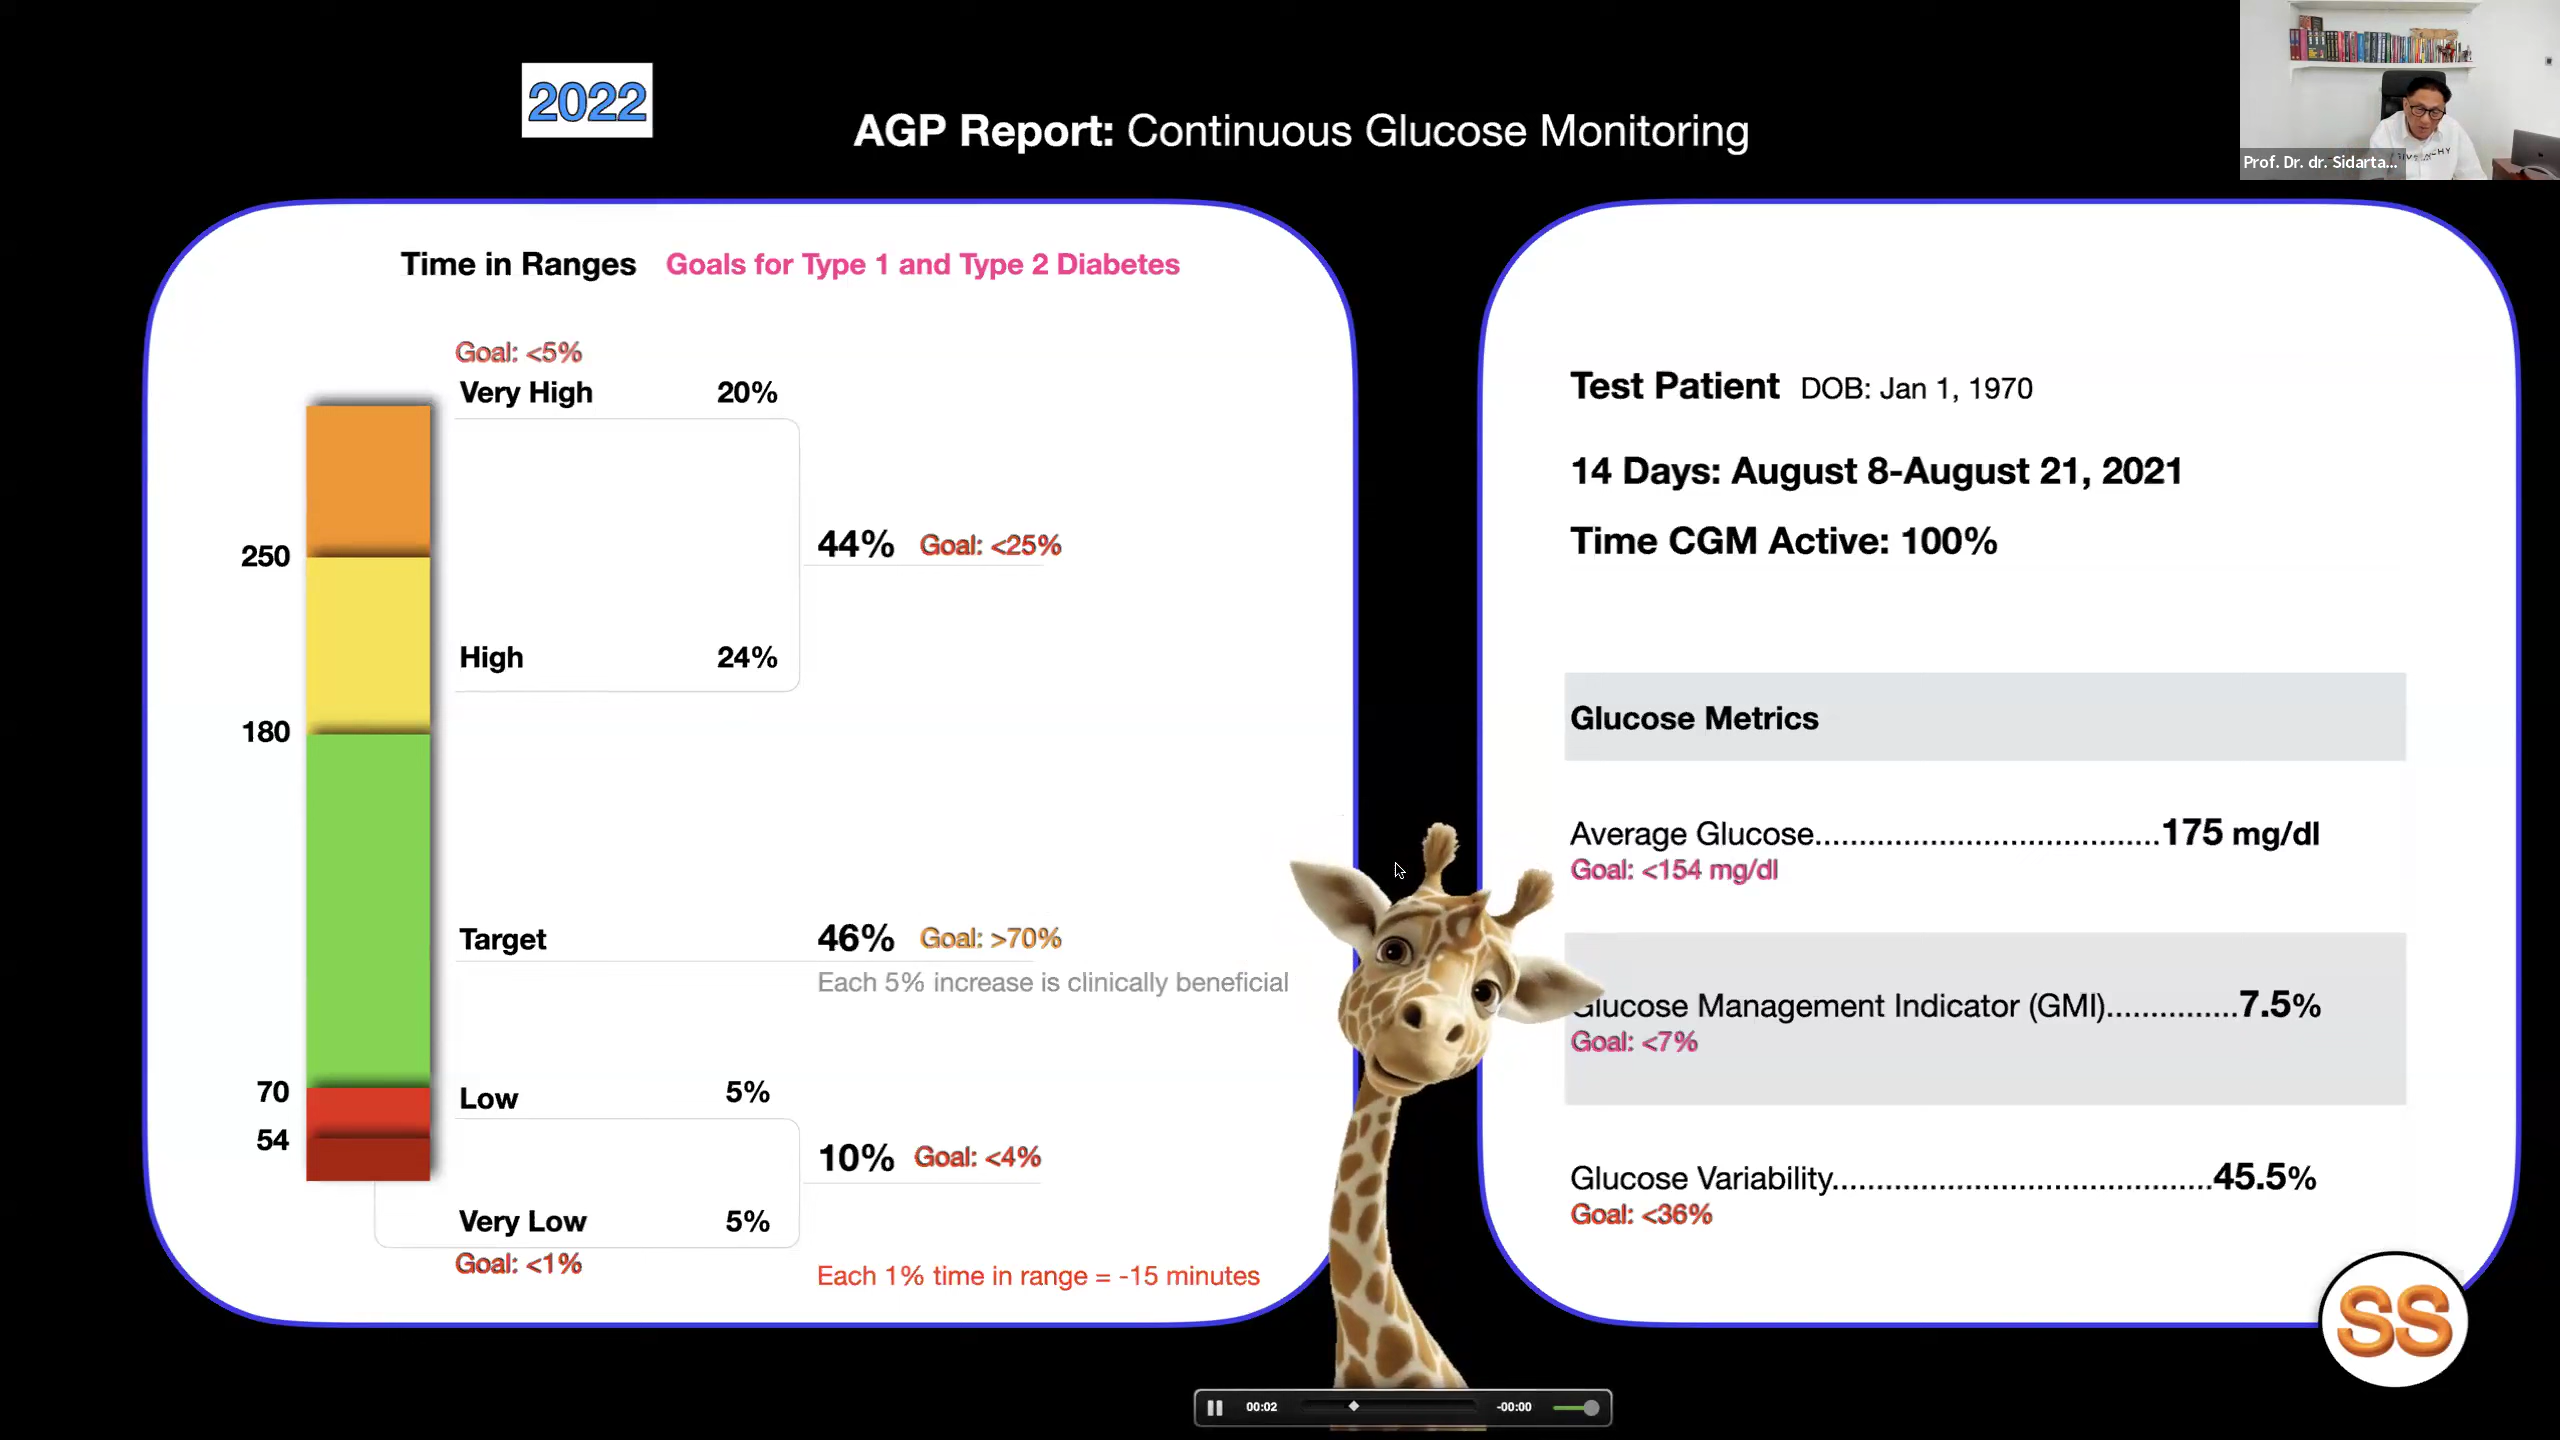 2022
AGP Report: Continuous Glucose Monitoring
Prof. Dr. dr. Sidarta...
Time in Ranges Goals for Type 1 and Type 2 Diabetes
Goal: <5%
Very High 20%
250
44% Goal: <25%
High 24%
180
Target 46% Goal: >70%
Each 5% increase is clinically beneficial
70
Low 5%
54
10% Goal: <4%
Very Low 5%
Goal: <1%
Each 1% time in range = -15 minutes
Test Patient DOB: Jan 1, 1970
14 Days: August 8-August 21, 2021
Time CGM Active: 100%
Glucose Metrics
Average Glucose.......................................175 mg/dl
Goal: <154 mg/dl
Glucose Management Indicator (GMI)...............7.5%
Goal: <7%
Glucose Variability...........................................45.5%
Goal: <36%
SS
00:02 -00:00